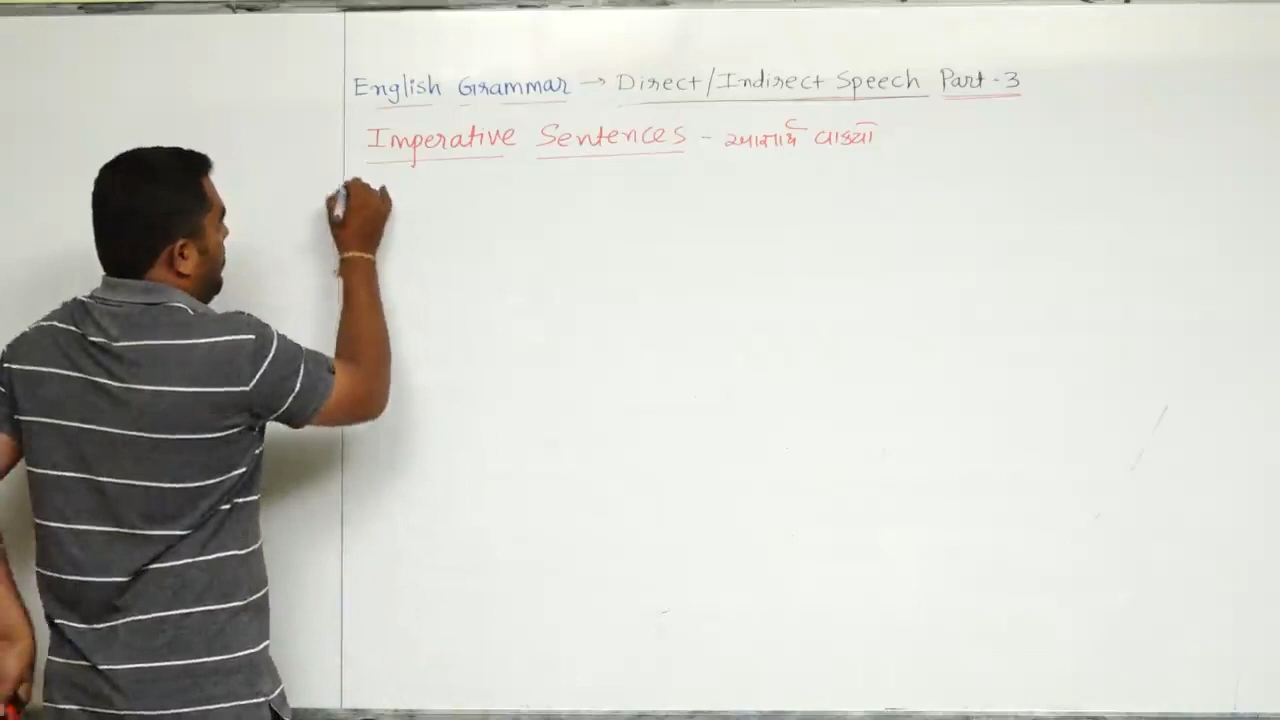 English Grammar → Direct/Indirect Speech Part-3
Imperative Sentences - આજ્ઞાર્થ વાક્યો